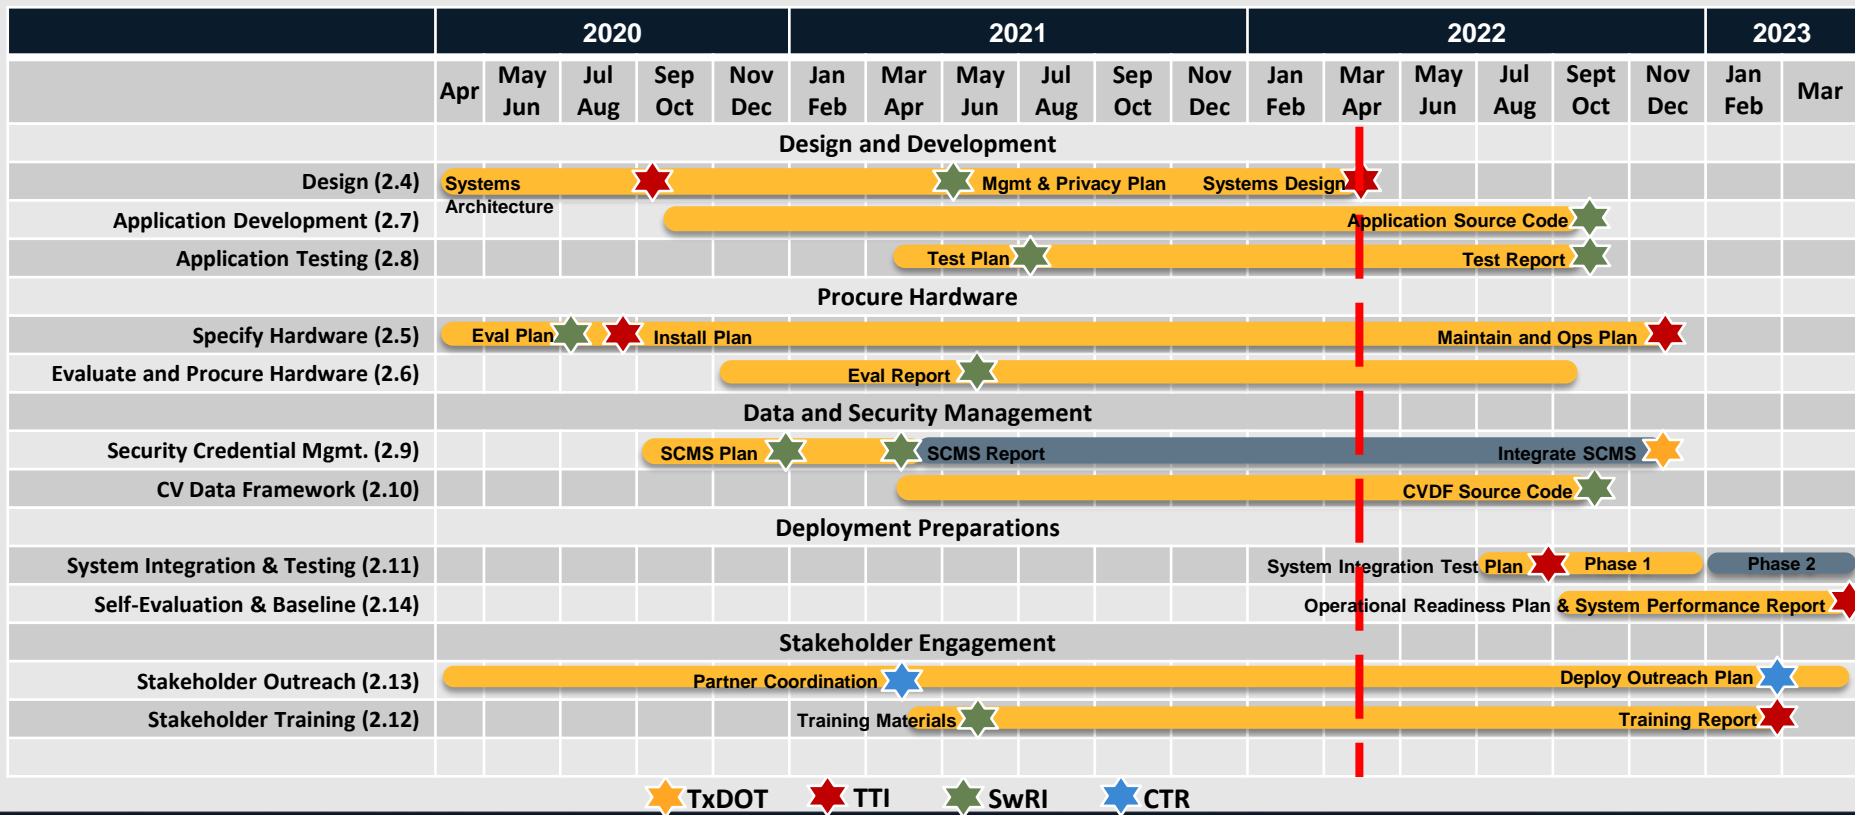 2020 2021 2022 2023
Apr May Jul Sep Nov Jan Mar May Jul Sep Nov Jan Mar May Jul Sept Nov Jan Mar
Jun Aug Oct Dec Feb Apr Jun Aug Oct Dec Feb Apr Jun Aug Oct Dec Feb
Design and Development
Design (2.4) Systems Mgmt & Privacy Plan Systems Design
Architecture
Application Development (2.7) Application Source Code
Application Testing (2.8) Test Plan Test Report
Procure Hardware
Specify Hardware (2.5) Eval Plan Install Plan Maintain and Ops Plan
Evaluate and Procure Hardware (2.6) Eval Report
Data and Security Management
Security Credential Mgmt. (2.9) SCMS Plan SCMS Report Integrate SCMS
CV Data Framework (2.10) CVDF Source Code
Deployment Preparations
System Integration & Testing (2.11) System Integration Test Plan Phase 1 Phase 2
Self-Evaluation & Baseline (2.14) Operational Readiness Plan & System Performance Report
Stakeholder Engagement
Stakeholder Outreach (2.13) Partner Coordination Deploy Outreach Plan
Stakeholder Training (2.12) Training Materials Training Report
TxDOT TTI SwRI CTR